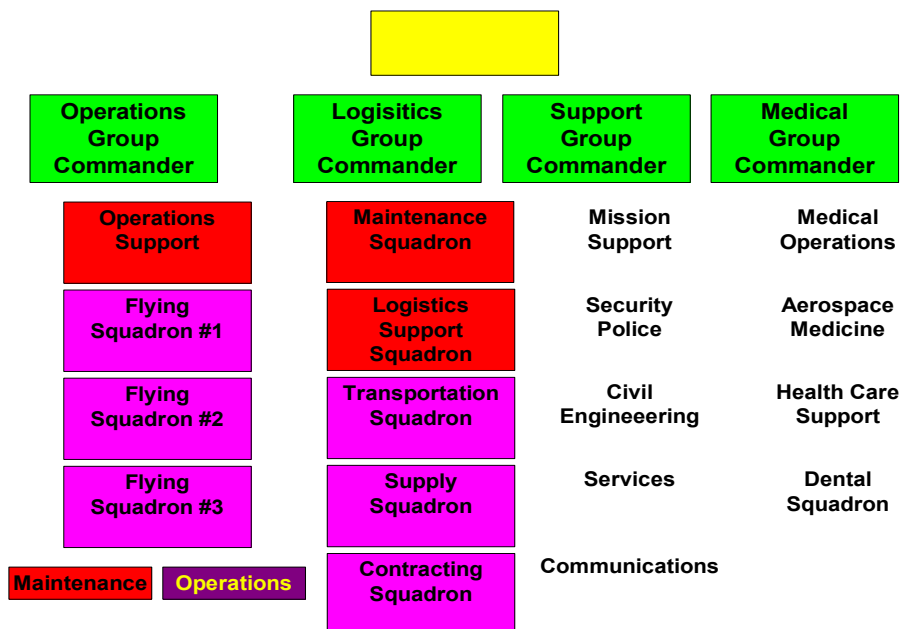 Operations
Group
Commander
Logisitics
Group
Commander
Support
Group
Commander
Medical
Group
Commander
Operations
Support
Maintenance
Squadron
Mission
Support
Medical
Operations
Flying
Squadron #1
Logistics
Support
Squadron
Security
Police
Aerospace
Medicine
Flying
Squadron #2
Transportation
Squadron
Civil
Engineeering
Health Care
Support
Flying
Squadron #3
Supply
Squadron
Services
Dental
Squadron
Maintenance
Operations
Contracting
Squadron
Communications